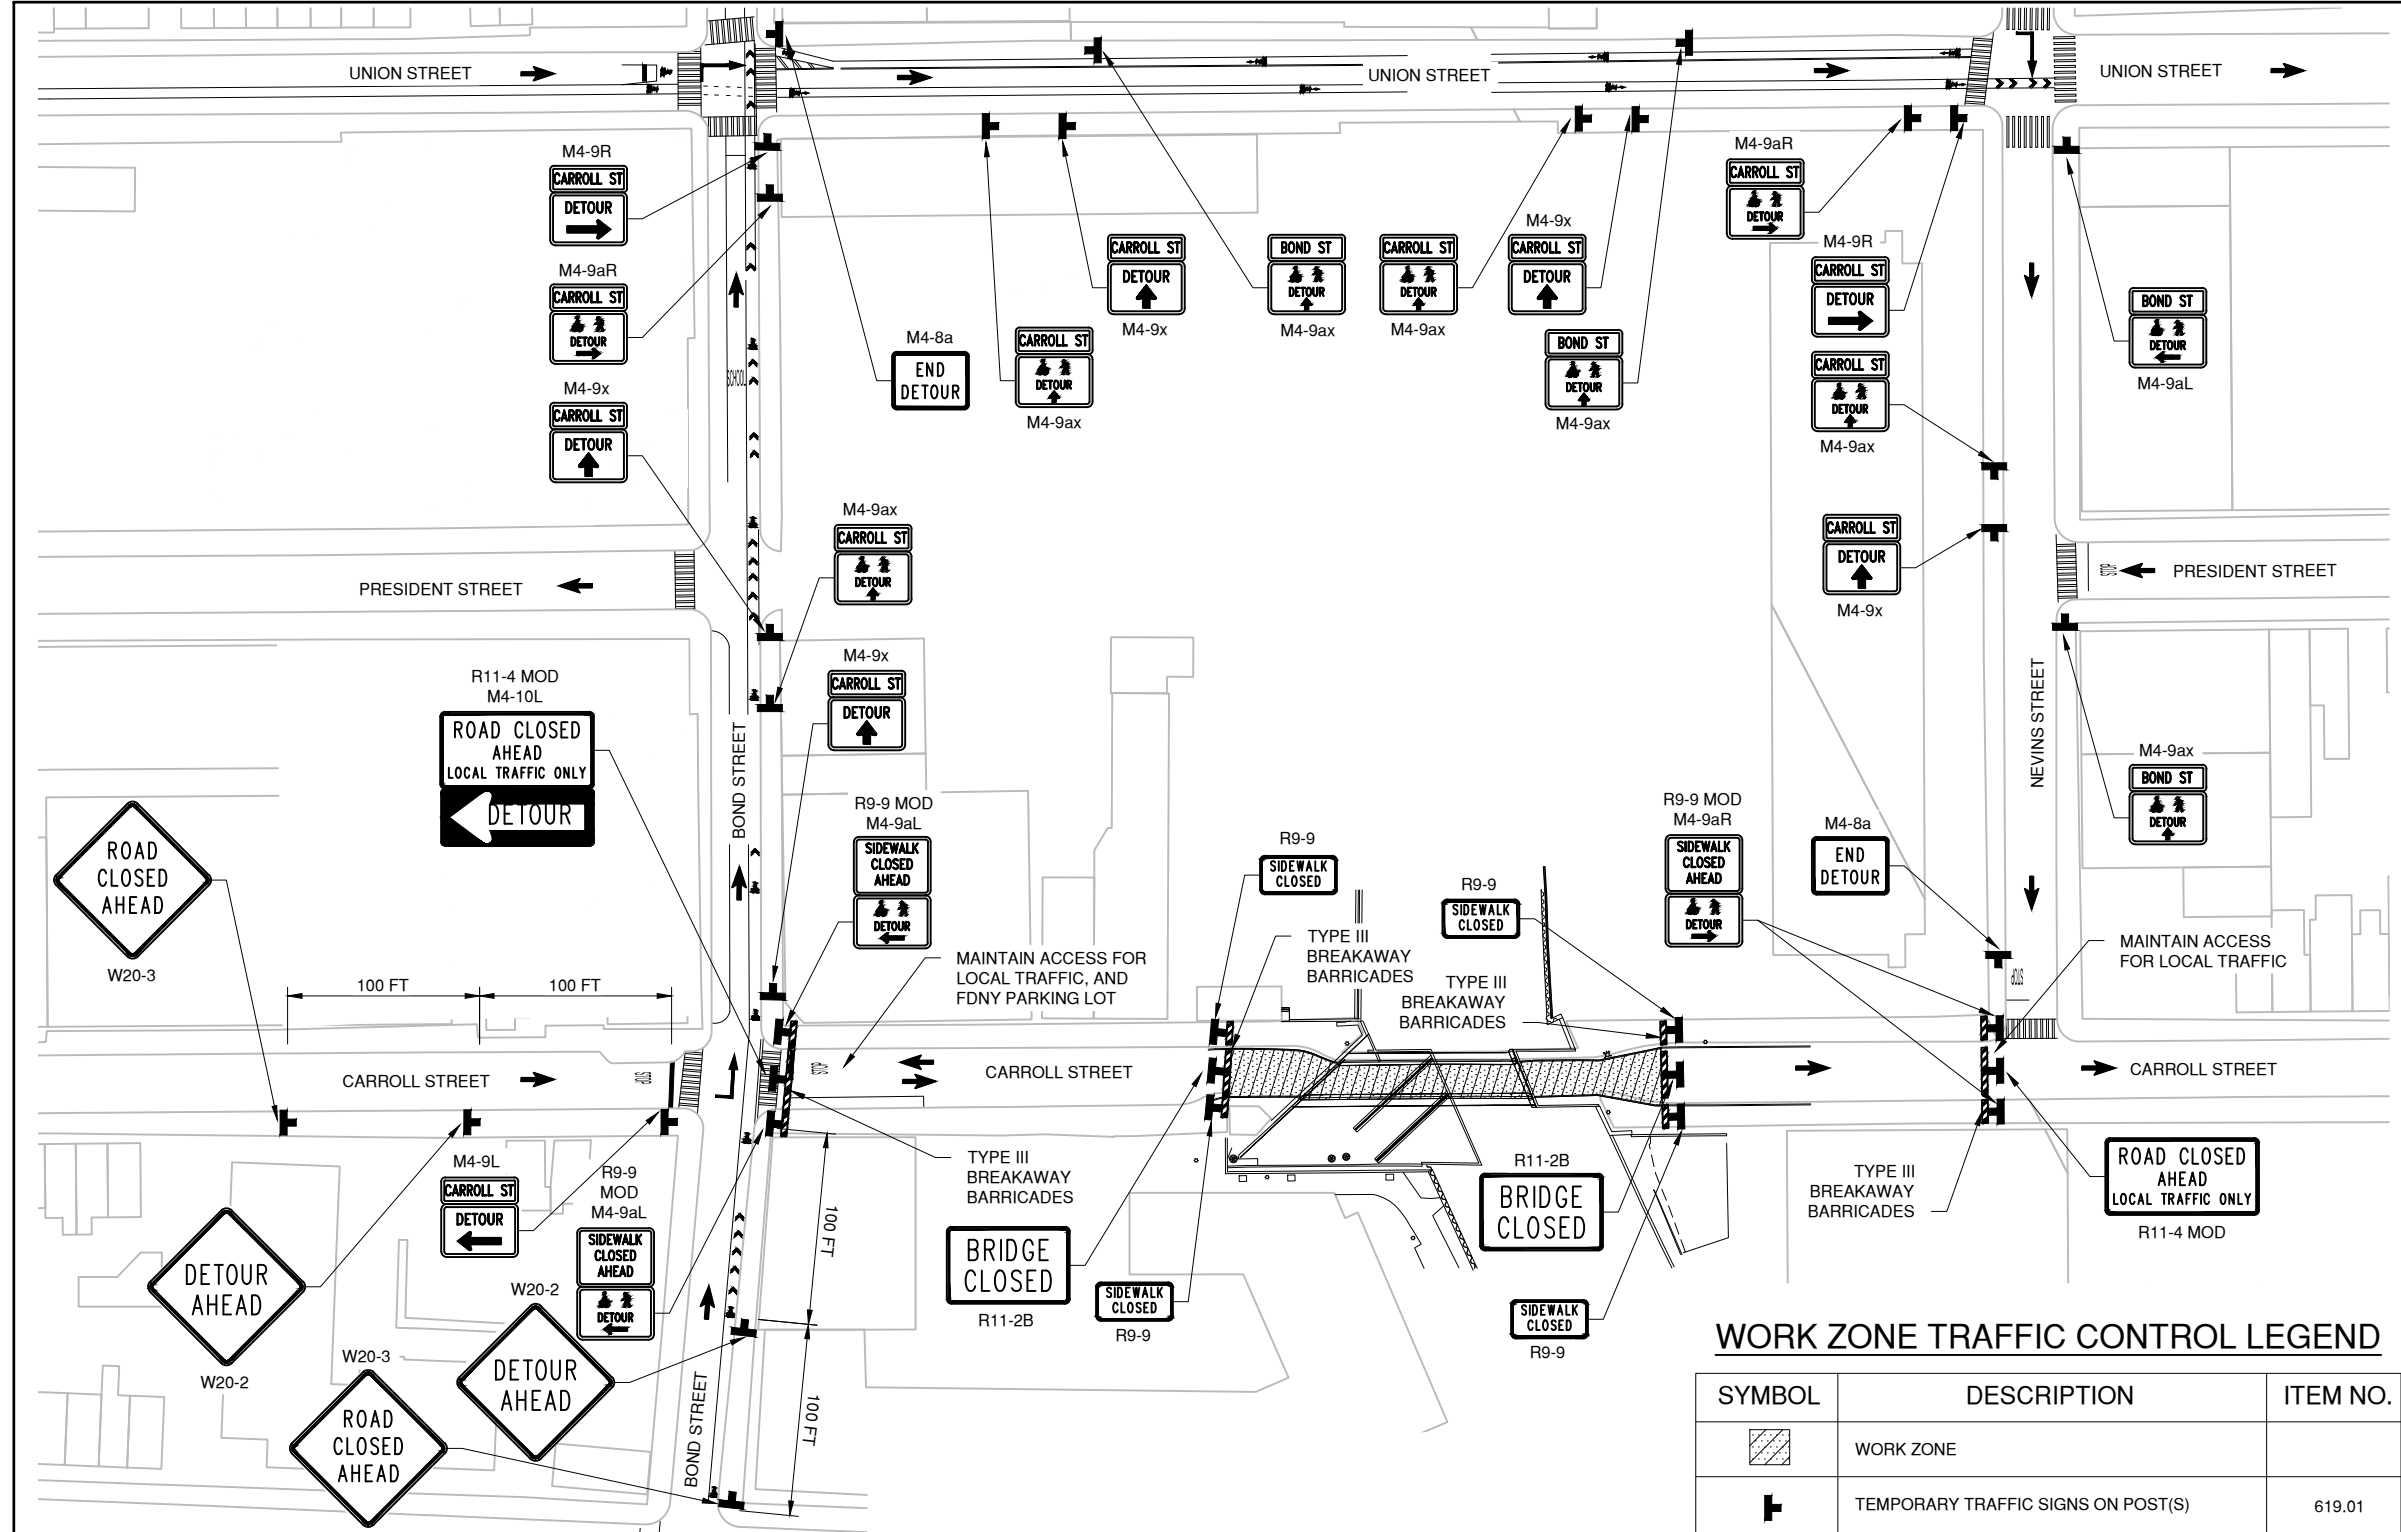 UNION STREET
UNION STREET
UNION STREET
M4-9R
CARROLL ST
DETOUR
M4-9aR
CARROLL ST
DETOUR
M4-9x
CARROLL ST
DETOUR
SCHOOL
M4-8a
END
DETOUR
CARROLL ST
DETOUR
M4-9ax
CARROLL ST
DETOUR
M4-9x
BOND ST
DETOUR
M4-9ax
CARROLL ST
DETOUR
M4-9ax
M4-9x
CARROLL ST
DETOUR
BOND ST
DETOUR
M4-9ax
M4-9aR
CARROLL ST
DETOUR
M4-9R
CARROLL ST
DETOUR
CARROLL ST
DETOUR
M4-9ax
BOND ST
DETOUR
M4-9aL
CARROLL ST
DETOUR
M4-9x
PRESIDENT STREET
STOP
PRESIDENT STREET
M4-9ax
CARROLL ST
DETOUR
M4-9x
CARROLL ST
DETOUR
R11-4 MOD
M4-10L
ROAD CLOSED
AHEAD
LOCAL TRAFFIC ONLY
DETOUR
BOND STREET
NEVINS STREET
M4-9ax
BOND ST
DETOUR
ROAD
CLOSED
AHEAD
W20-3
R9-9 MOD
M4-9aL
SIDEWALK
CLOSED
AHEAD
DETOUR
R9-9
SIDEWALK
CLOSED
R9-9
SIDEWALK
CLOSED
R9-9 MOD
M4-9aR
SIDEWALK
CLOSED
AHEAD
DETOUR
M4-8a
END
DETOUR
MAINTAIN ACCESS FOR
LOCAL TRAFFIC, AND
FDNY PARKING LOT
TYPE III
BREAKAWAY
BARRICADES
TYPE III
BREAKAWAY
BARRICADES
MAINTAIN ACCESS
FOR LOCAL TRAFFIC
STOP
100 FT
100 FT
CARROLL STREET
STOP
STOP
CARROLL STREET
CARROLL STREET
M4-9L
CARROLL ST
DETOUR
R9-9
MOD
M4-9aL
SIDEWALK
CLOSED
AHEAD
DETOUR
DETOUR
AHEAD
W20-2
W20-2
DETOUR
AHEAD
W20-3
ROAD
CLOSED
AHEAD
BOND STREET
100 FT
100 FT
TYPE III
BREAKAWAY
BARRICADES
BRIDGE
CLOSED
R11-2B
SIDEWALK
CLOSED
R9-9
R11-2B
BRIDGE
CLOSED
SIDEWALK
CLOSED
R9-9
TYPE III
BREAKAWAY
BARRICADES
ROAD CLOSED
AHEAD
LOCAL TRAFFIC ONLY
R11-4 MOD
WORK ZONE TRAFFIC CONTROL LEGEND
SYMBOL DESCRIPTION ITEM NO.
WORK ZONE
TEMPORARY TRAFFIC SIGNS ON POST(S) 619.01